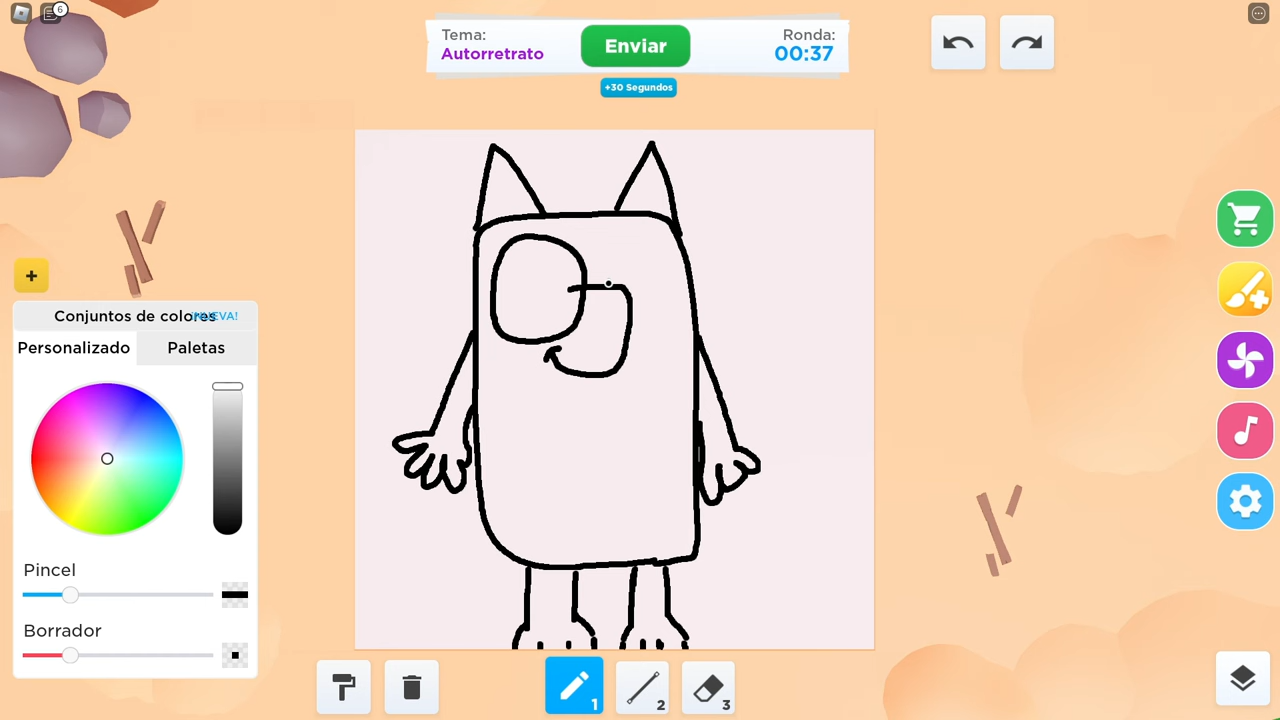 6
Tema:
Autorretrato
Enviar
Ronda:
00:37
+30 Segundos
+
Conjuntos de colores
¡NUEVA!
Personalizado
Paletas
Pincel
Borrador
1
2
3